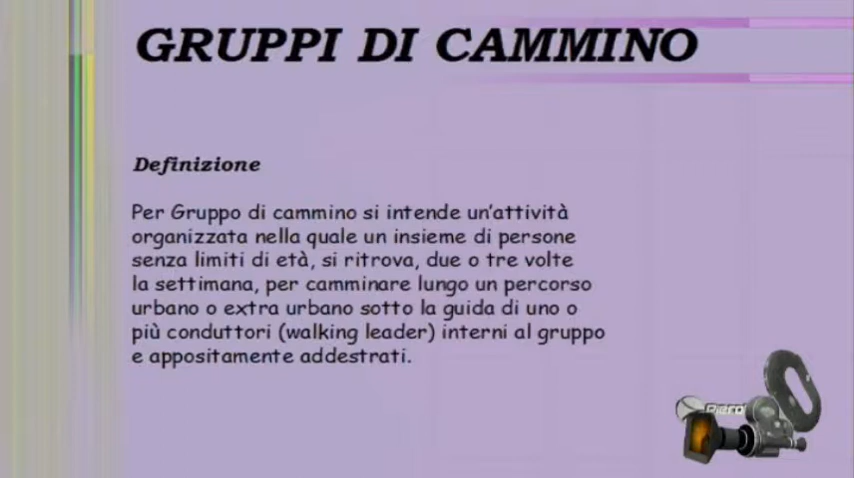 GRUPPI DI CAMMINO
Definizione
Per Gruppo di cammino si intende un'attività
organizzata nella quale un insieme di persone
senza limiti di età, si ritrova, due o tre volte
la settimana, per camminare lungo un percorso
urbano o extra urbano sotto la guida di uno o
più conduttori (walking leader) interni al gruppo
e appositamente addestrati.
Piero